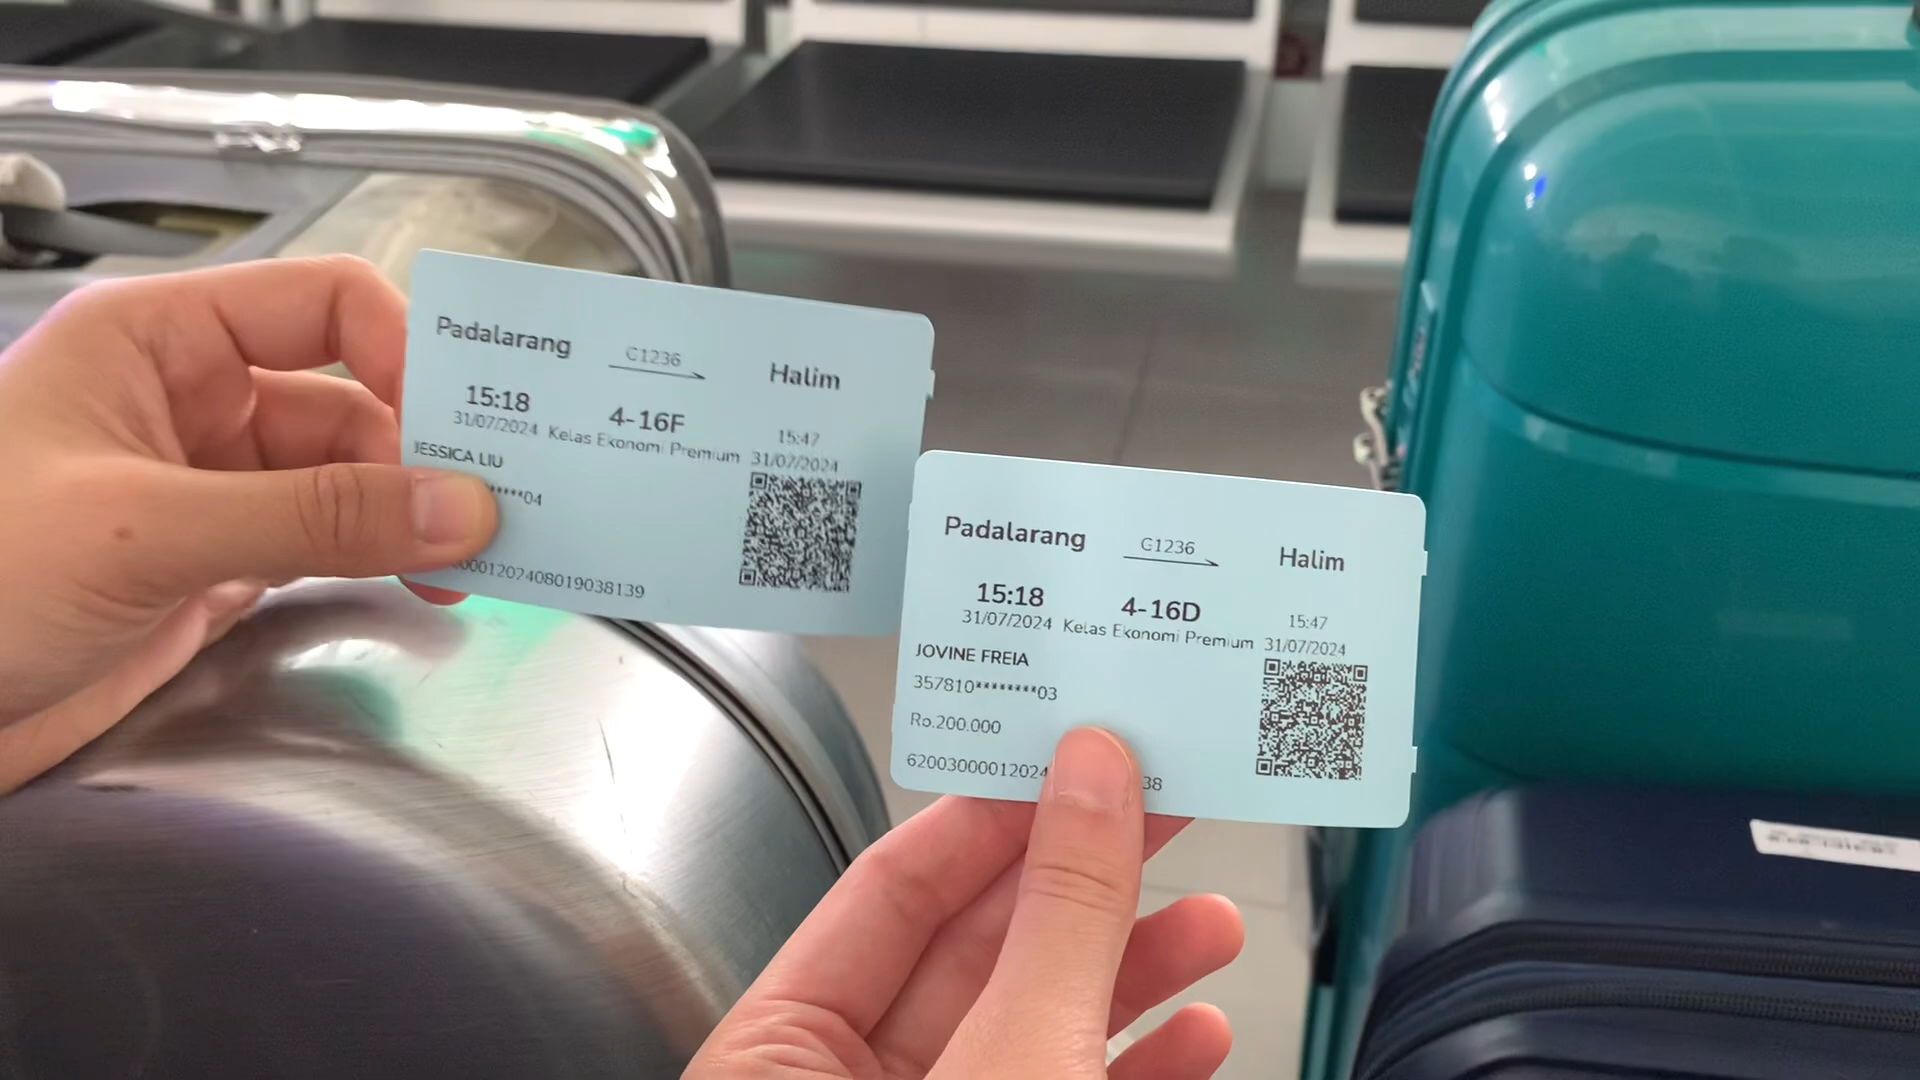 Padalarang
C1236
Halim
15:18
4-16F
15:47
31/07/2024
Kelas Ekonomi Premium
31/07/2024
JESSICA LIU
*****04
0001202408019038139
Padalarang
G1236
Halim
15:18
4-16D
15:47
31/07/2024
Kelas Ekonomi Premium
31/07/2024
JOVINE FREIA
357810********03
Rp.200.000
62003000012024
38